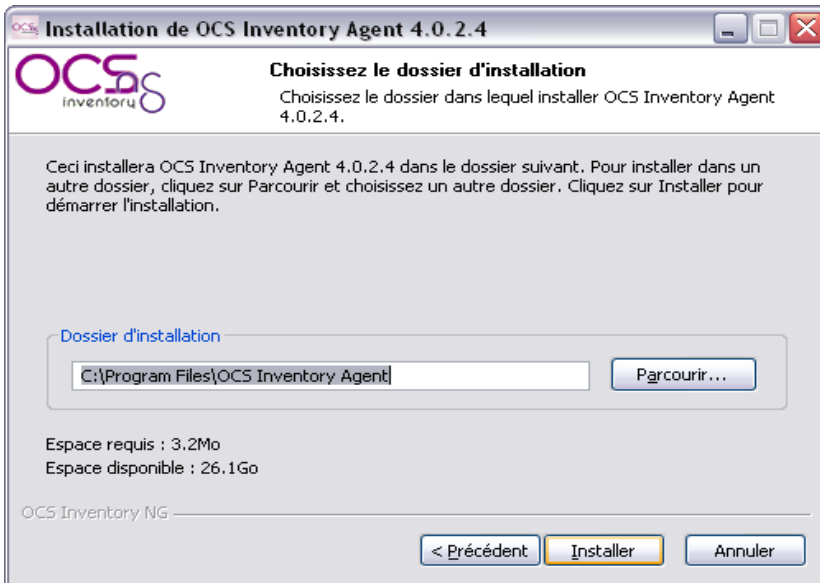 OCS Installation de OCS Inventory Agent 4.0.2.4
OCSng
inventory
Choisissez le dossier d'installation
Choisissez le dossier dans lequel installer OCS Inventory Agent
4.0.2.4.
Ceci installera OCS Inventory Agent 4.0.2.4 dans le dossier suivant. Pour installer dans un
autre dossier, cliquez sur Parcourir et choisissez un autre dossier. Cliquez sur Installer pour
démarrer l'installation.
Dossier d'installation
C:\Program Files\OCS Inventory Agent
Parcourir...
Espace requis : 3.2Mo
Espace disponible : 26.1Go
OCS Inventory NG
< Précédent
Installer
Annuler